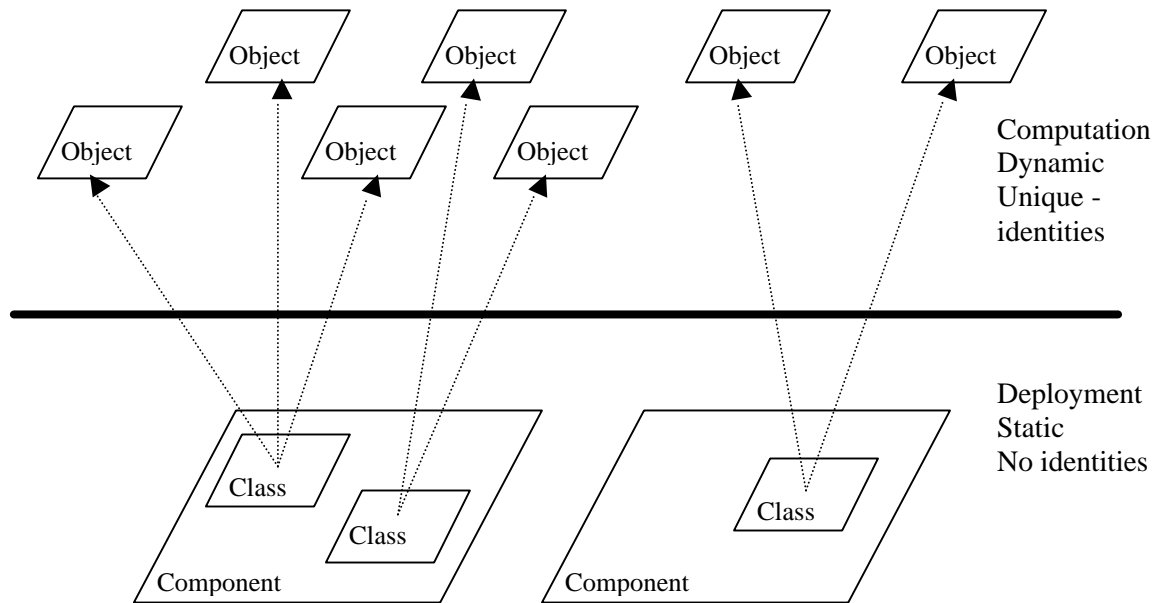 Object
Object
Object
Object
Object
Object
Object
Computation
Dynamic
Unique -
identities
Deployment
Static
No identities
Class
Class
Class
Component
Component